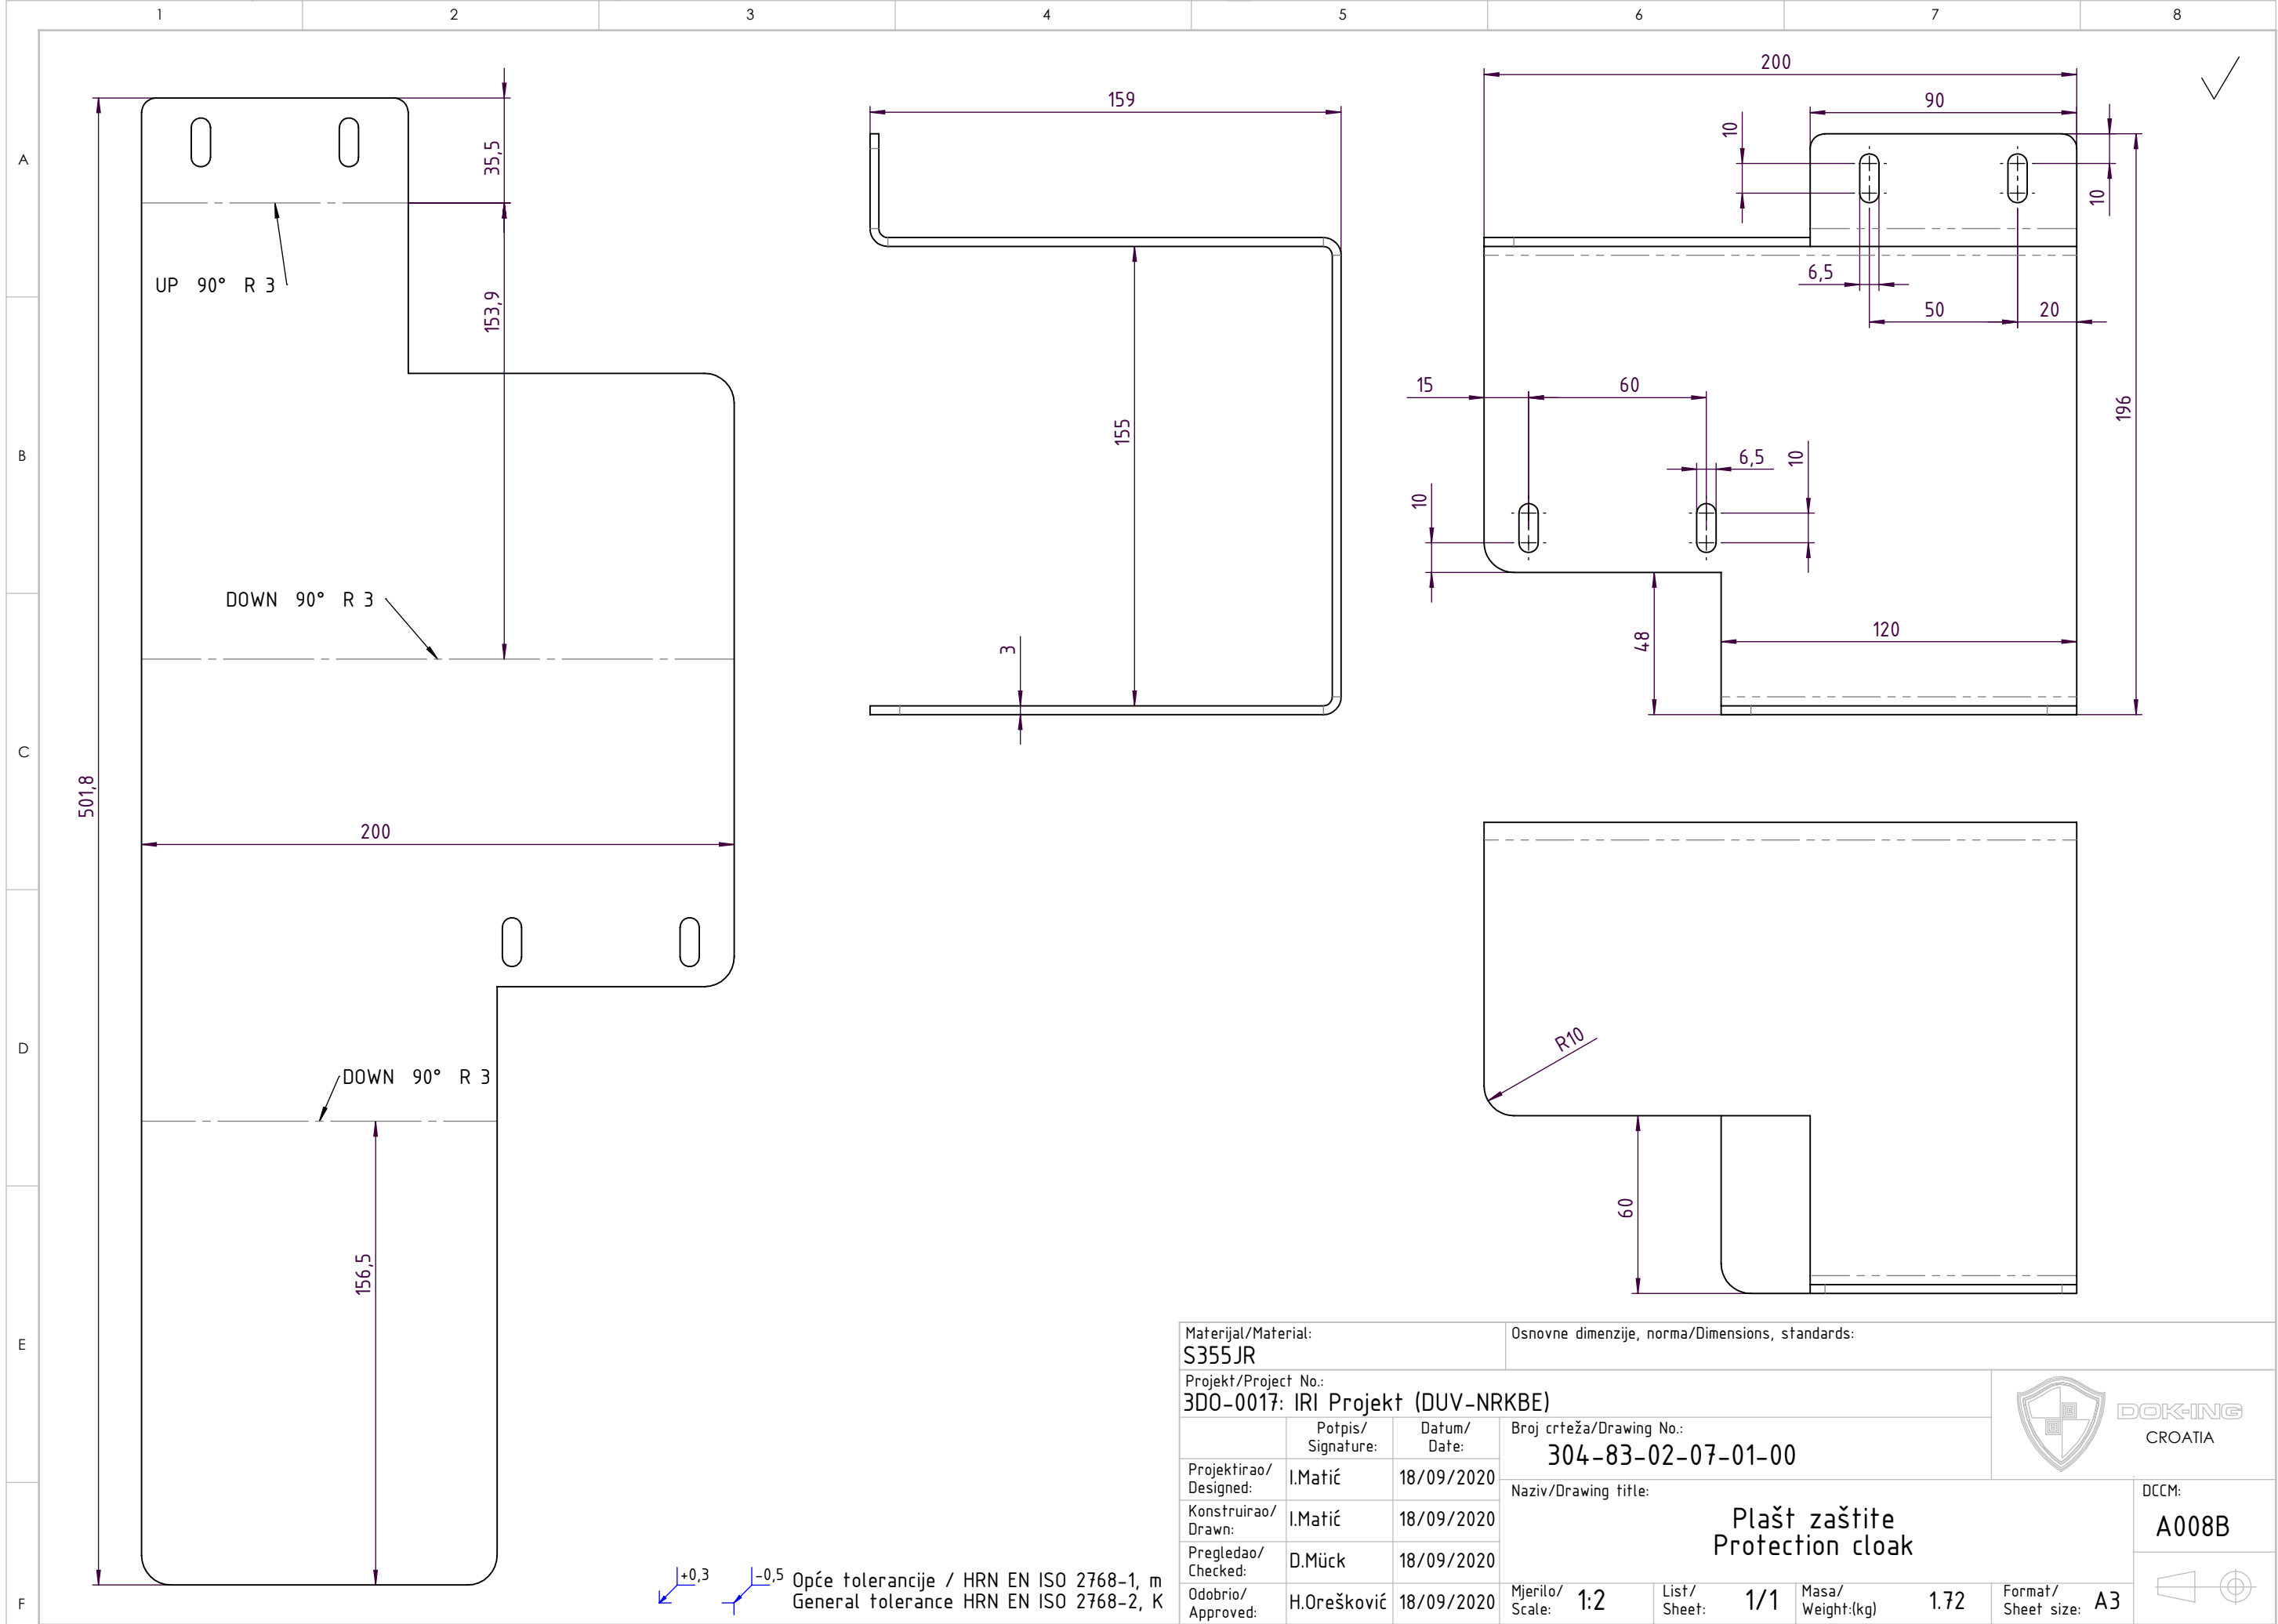 1 2 3 4 5 6 7 8
A
B
C
D
E
F
35,5
153,9
UP 90° R 3
DOWN 90° R 3
501,8
200
DOWN 90° R 3
156,5
159
155
3
200
90
10
10
6,5
50
20
15
60
196
6,5
10
10
48
120
R10
60
+0,3
-0,5
Opće tolerancije / HRN EN ISO 2768-1, m
General tolerance HRN EN ISO 2768-2, K
Materijal/Material:
S355JR
Osnovne dimenzije, norma/Dimensions, standards:
Projekt/Project No.:
3DO-0017: IRI Projekt (DUV-NRKBE)
DOK-ING
CROATIA
Potpis/
Signature:
Datum/
Date:
Broj crteža/Drawing No.:
304-83-02-07-01-00
Projektirao/
Designed:
I.Matić
18/09/2020
Konstruirao/
Drawn:
I.Matić
18/09/2020
Pregledao/
Checked:
D.Mück
18/09/2020
Odobrio/
Approved:
H.Orešković
18/09/2020
Naziv/Drawing title:
Plašt zaštite
Protection cloak
DCCM:
A008B
Mjerilo/
Scale:
1:2
List/
Sheet:
1/1
Masa/
Weight:(kg)
1.72
Format/
Sheet size:
A3